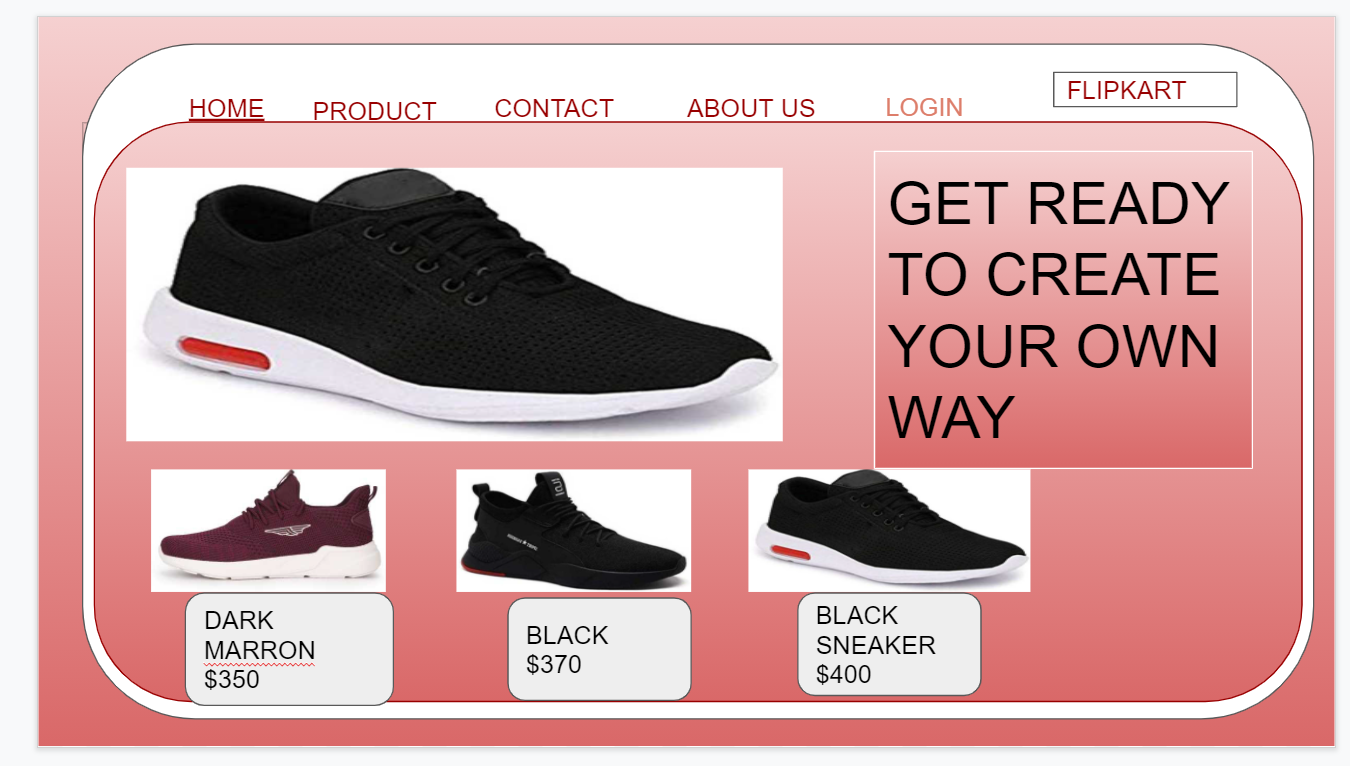 HOME PRODUCT CONTACT ABOUT US LOGIN
FLIPKART
GET READY
TO CREATE
YOUR OWN
WAY
DARK
MARRON
$350
BLACK
$370
BLACK
SNEAKER
$400